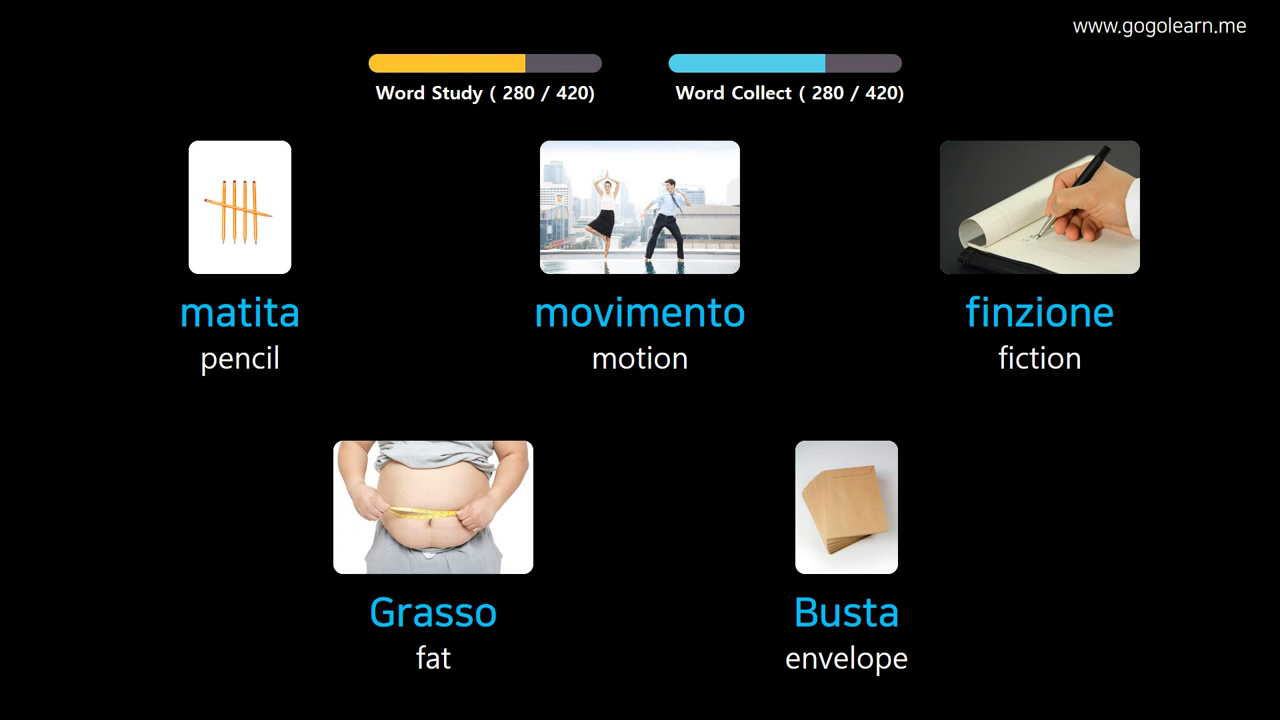 www.gogolearn.me
Word Study ( 280 / 420)
Word Collect ( 280 / 420)
matita
pencil
movimento
motion
finzione
fiction
Grasso
fat
Busta
envelope